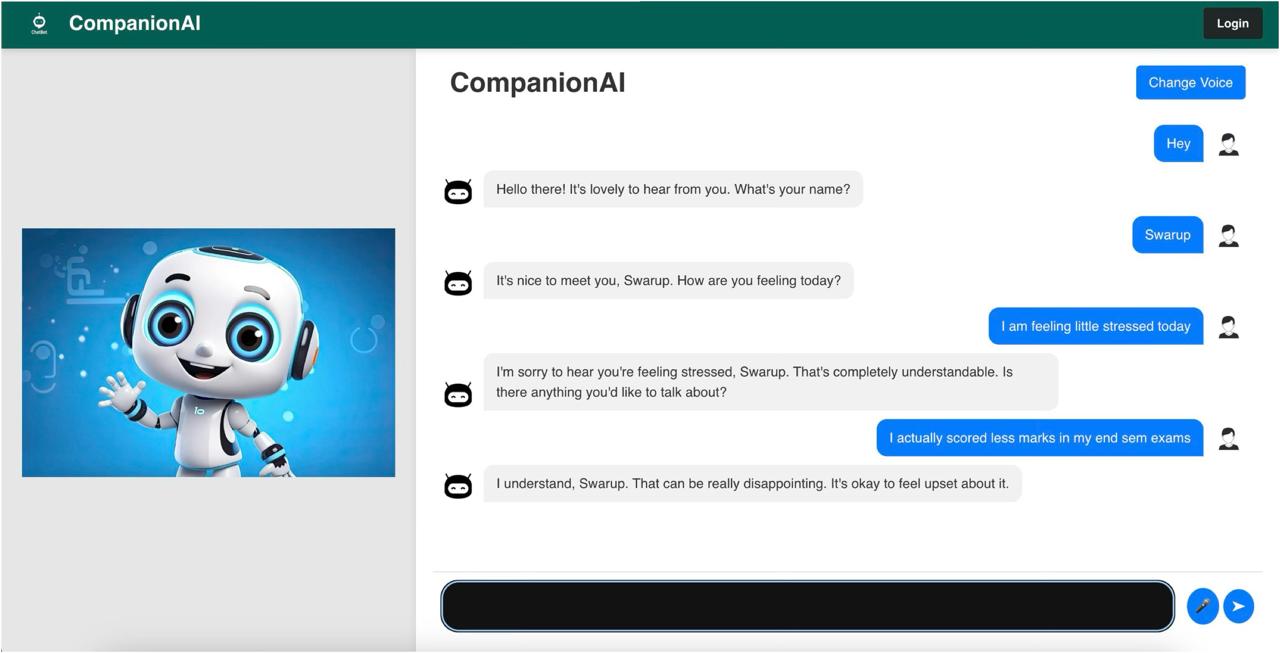 ChatBot
CompanionAI
Login
CompanionAI
Change Voice
Hey
Hello there! It's lovely to hear from you. What's your name?
Swarup
It's nice to meet you, Swarup. How are you feeling today?
I am feeling little stressed today
I'm sorry to hear you're feeling stressed, Swarup. That's completely understandable. Is
there anything you'd like to talk about?
I actually scored less marks in my end sem exams
I understand, Swarup. That can be really disappointing. It's okay to feel upset about it.